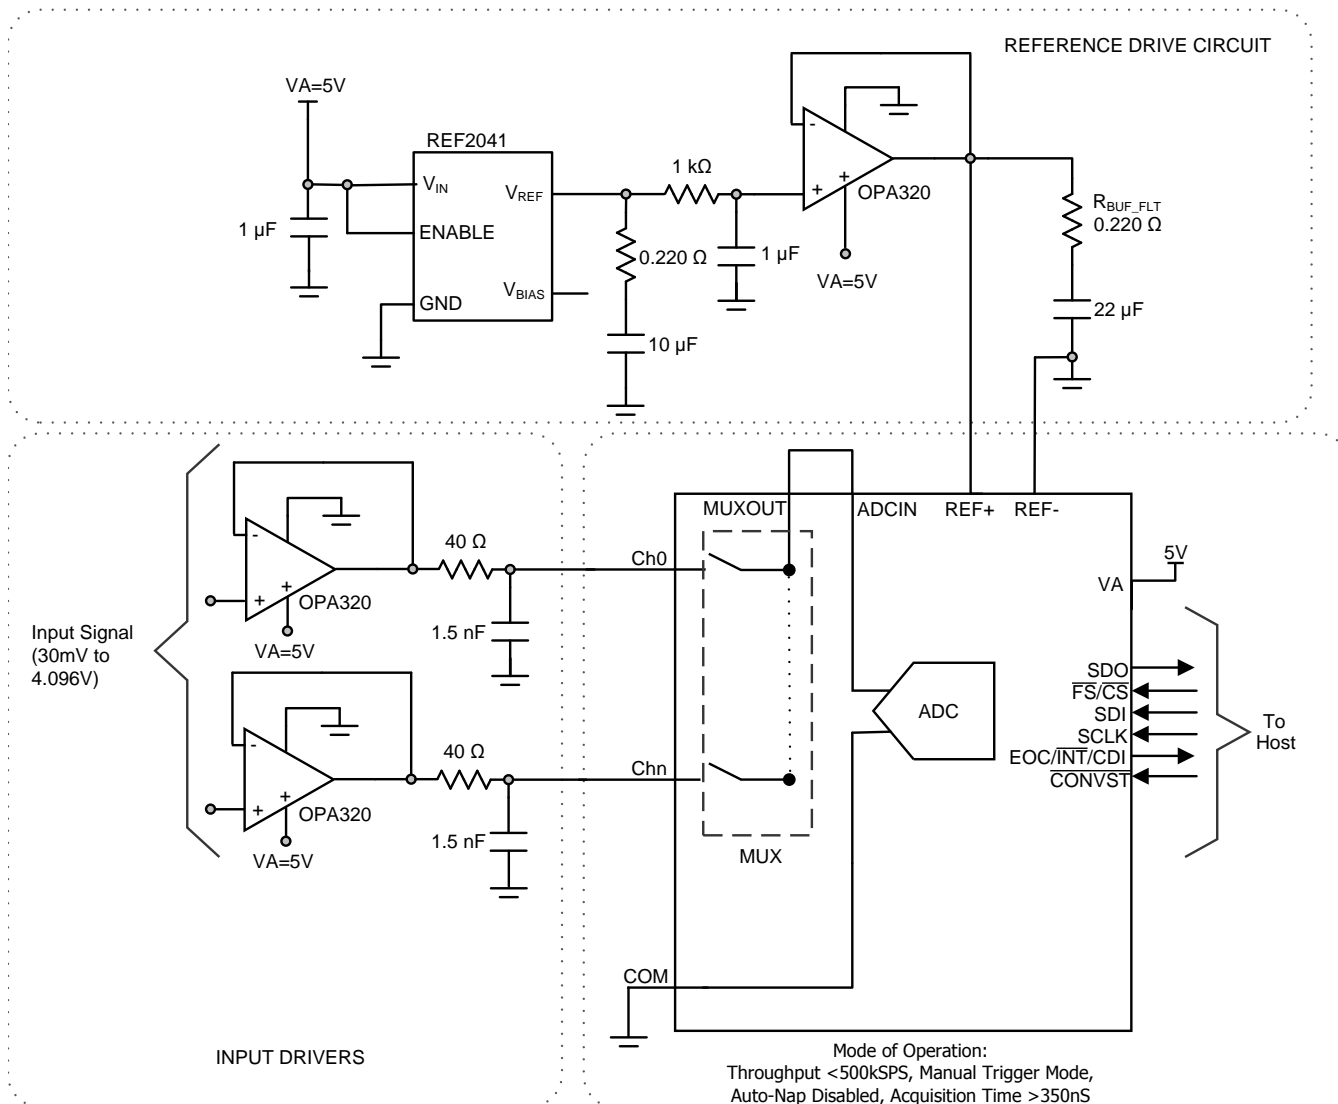 REFERENCE DRIVE CIRCUIT
VA=5V
REF2041
VIN
VREF
ENABLE
GND
VBIAS
1 µF
1 kΩ
0.220 Ω
10 µF
1 µF
-
+
+
OPA320
VA=5V
RBUF_FLT
0.220 Ω
22 µF
Input Signal
(30mV to
4.096V)
-
+
+
OPA320
VA=5V
40 Ω
1.5 nF
Ch0
-
+
+
OPA320
VA=5V
40 Ω
1.5 nF
Chn
COM
INPUT DRIVERS
MUXOUT
ADCIN
REF+
REF-
MUX
ADC
5V
VA
SDO
FS/CS
SDI
SCLK
EOC/INT/CDI
CONVST
To
Host
Mode of Operation:
Throughput <500kSPS, Manual Trigger Mode,
Auto-Nap Disabled, Acquisition Time >350nS